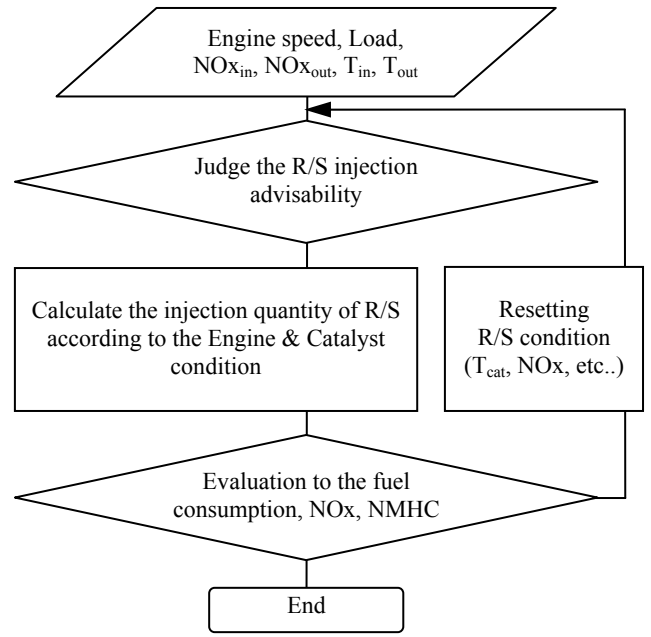 Engine speed, Load,
NOx_in, NOx_out, T_in, T_out
Judge the R/S injection
advisability
Calculate the injection quantity of R/S
according to the Engine & Catalyst
condition
Resetting
R/S condition
(T_cat, NOx, etc..)
Evaluation to the fuel
consumption, NOx, NMHC
End